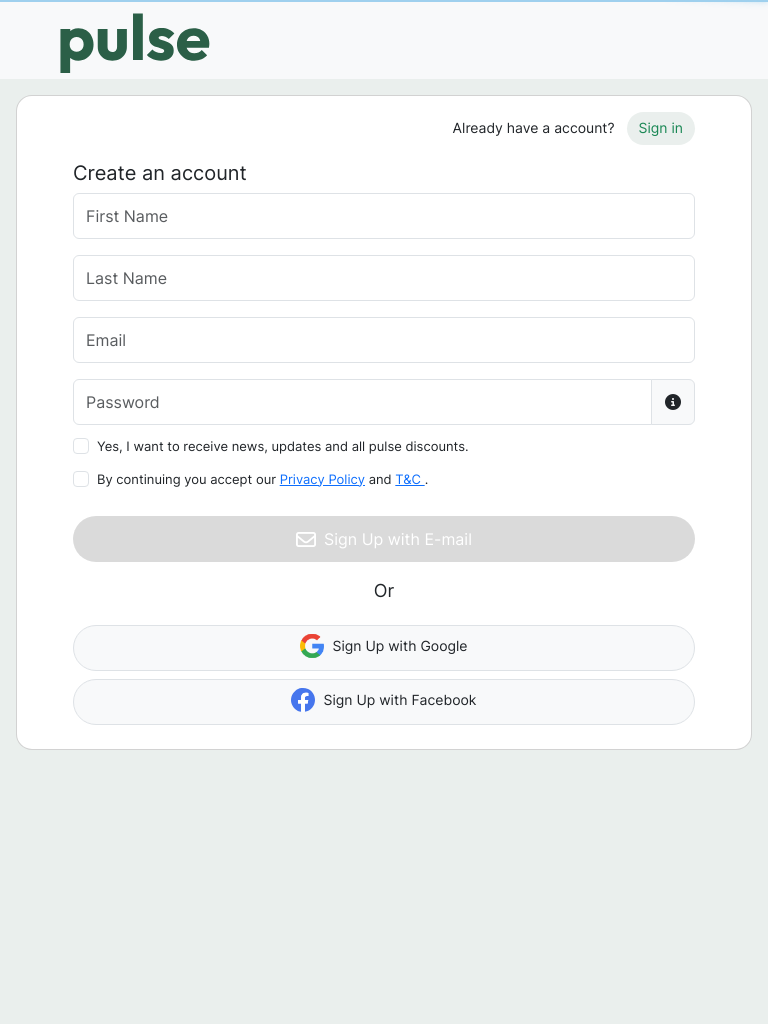 pulse
Already have a account? Sign in
Create an account
First Name
Last Name
Email
Password
Yes, I want to receive news, updates and all pulse discounts.
By continuing you accept our Privacy Policy and T&C .
Sign Up with E-mail
Or
Sign Up with Google
Sign Up with Facebook